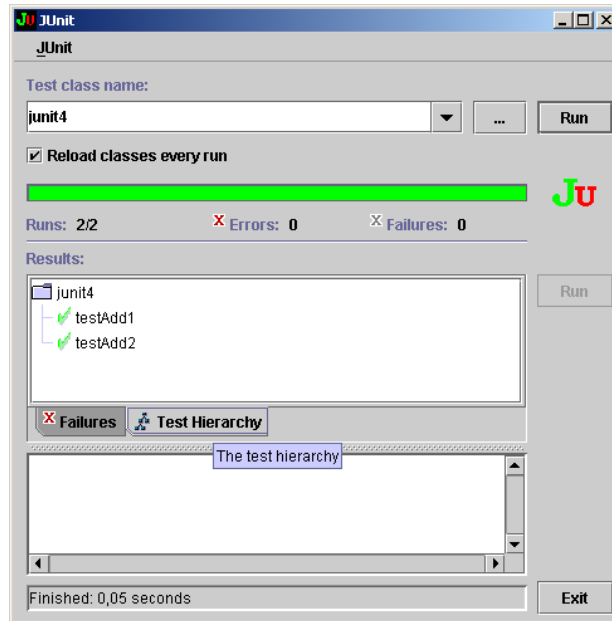 JU JUnit
JUnit
Test class name:
junit4
... Run
Reload classes every run
JU
Runs: 2/2 X Errors: 0 X Failures: 0
Results:
junit4
Run
testAdd1
testAdd2
X Failures Test Hierarchy
The test hierarchy
Finished: 0,05 seconds
Exit